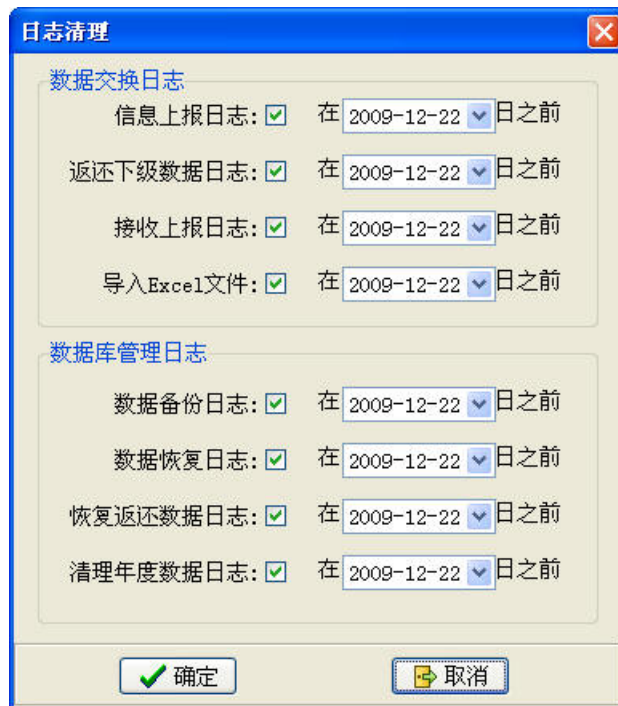 日志清理
数据交换日志
信息上报日志: 在 2009-12-22 日之前
返还下级数据日志: 在 2009-12-22 日之前
接收上报日志: 在 2009-12-22 日之前
导入Excel文件: 在 2009-12-22 日之前
数据库管理日志
数据备份日志: 在 2009-12-22 日之前
数据恢复日志: 在 2009-12-22 日之前
恢复返还数据日志: 在 2009-12-22 日之前
清理年度数据日志: 在 2009-12-22 日之前
确定 取消